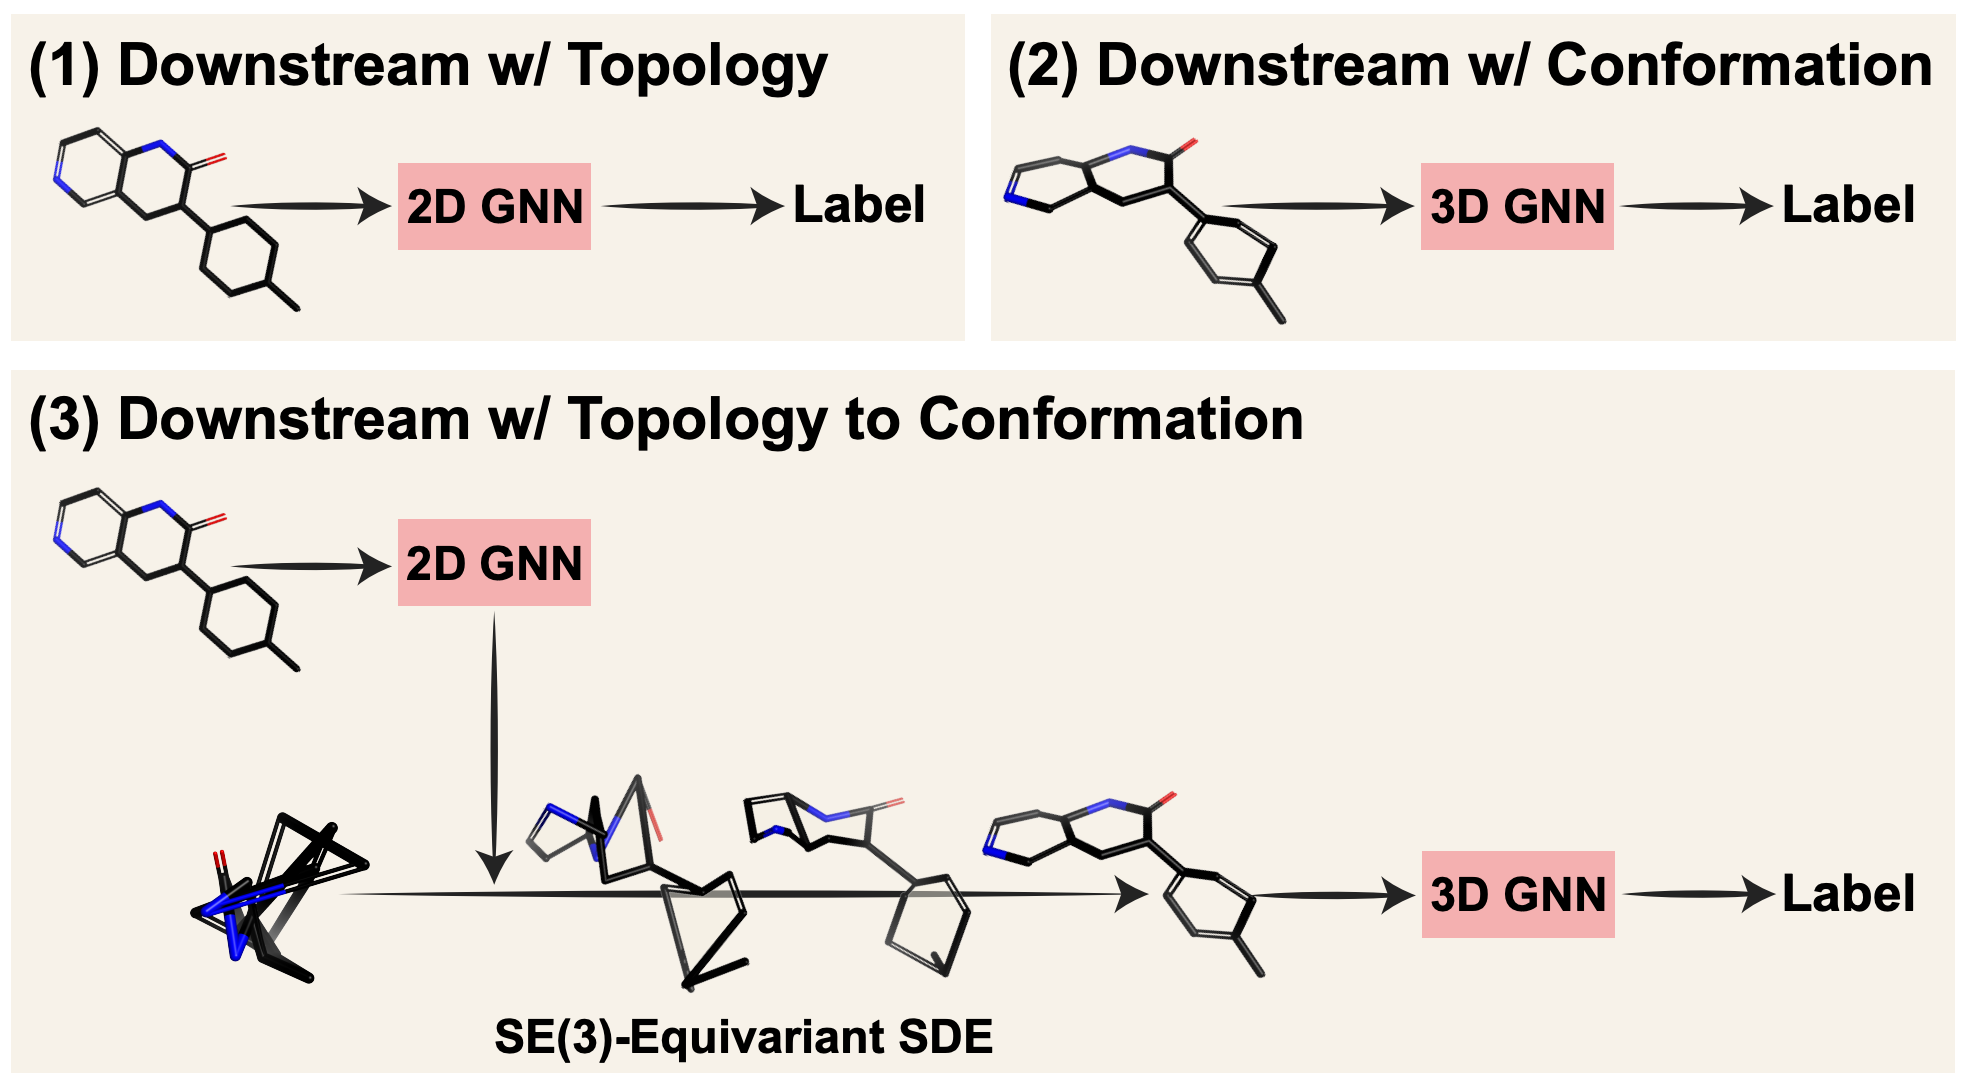 (1) Downstream w/ Topology
2D GNN
Label
(2) Downstream w/ Conformation
3D GNN
Label
(3) Downstream w/ Topology to Conformation
2D GNN
3D GNN
Label
SE(3)-Equivariant SDE